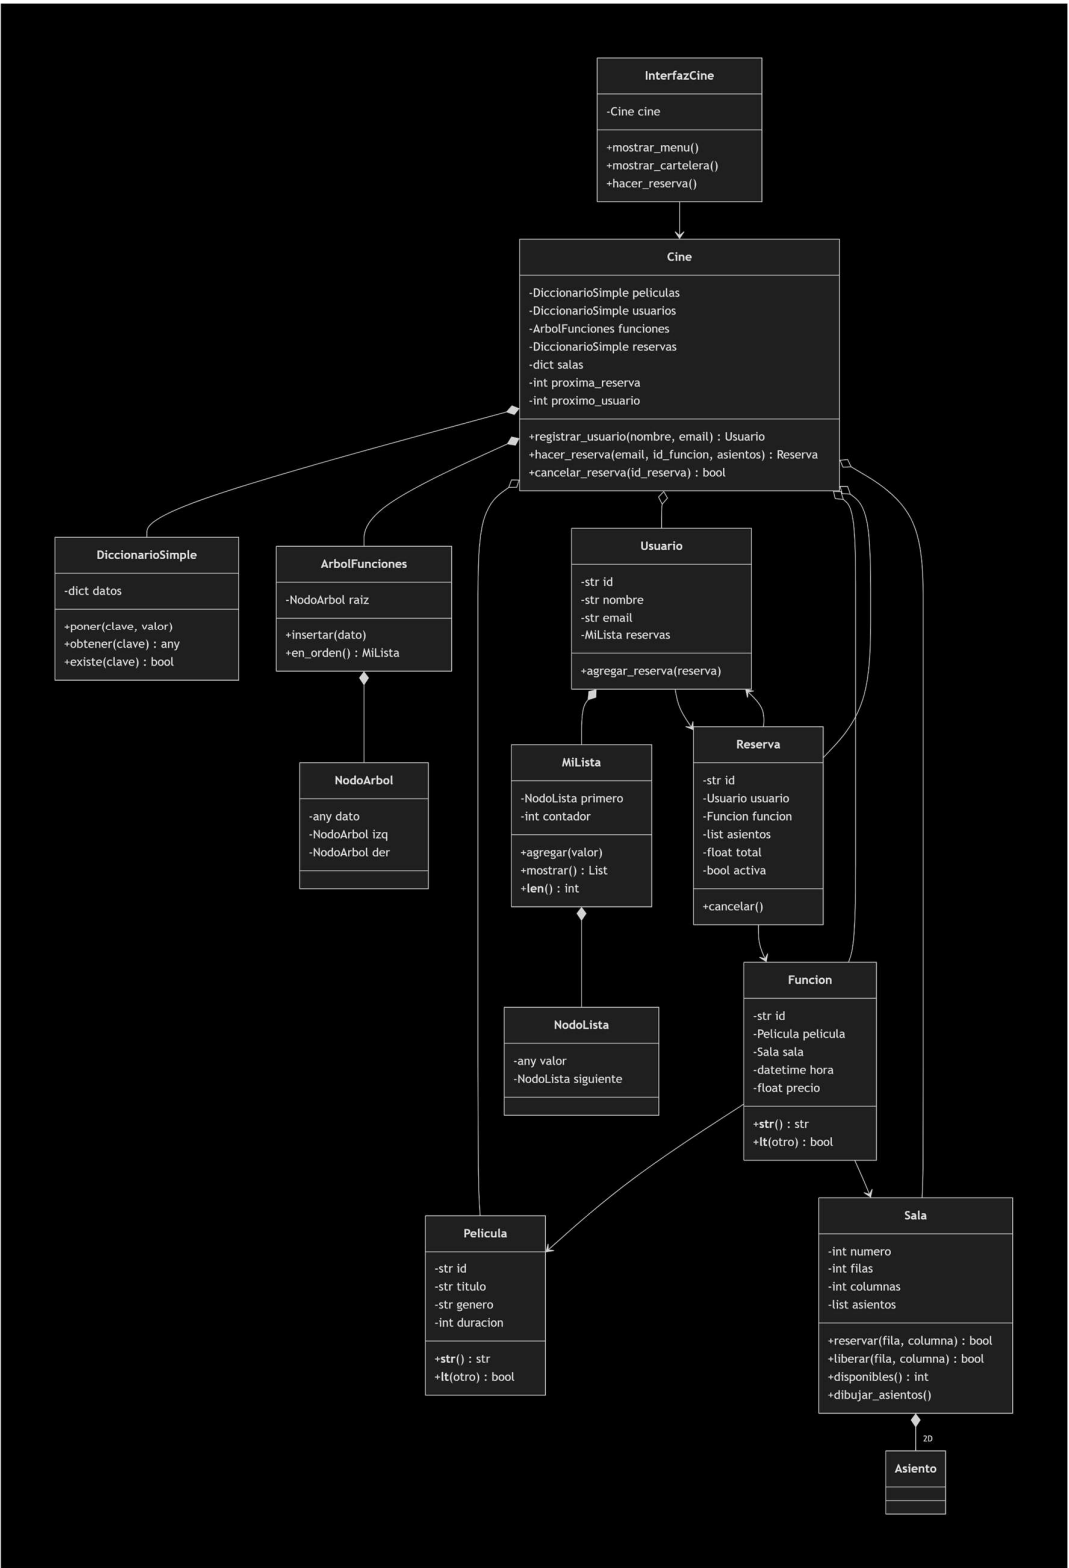 InterfazCine
-Cine cine
+mostrar_menu()
+mostrar_cartelera()
+hacer_reserva()
Cine
-DiccionarioSimple peliculas
-DiccionarioSimple usuarios
-ArbolFunciones funciones
-DiccionarioSimple reservas
-dict salas
-int proxima_reserva
-int proximo_usuario
+registrar_usuario(nombre, email) : Usuario
+hacer_reserva(email, id_funcion, asientos) : Reserva
+cancelar_reserva(id_reserva) : bool
DiccionarioSimple
-dict datos
+poner(clave, valor)
+obtener(clave) : any
+existe(clave) : bool
ArbolFunciones
-NodoArbol raiz
+insertar(dato)
+en_orden() : MiLista
Usuario
-str id
-str nombre
-str email
-MiLista reservas
+agregar_reserva(reserva)
NodoArbol
-any dato
-NodoArbol izq
-NodoArbol der
MiLista
-NodoLista primero
-int contador
+agregar(valor)
+mostrar() : List
+len() : int
Reserva
-str id
-Usuario usuario
-Funcion funcion
-list asientos
-float total
-bool activa
+cancelar()
NodoLista
-any valor
-NodoLista siguiente
Funcion
-str id
-Pelicula pelicula
-Sala sala
-datetime hora
-float precio
+str() : str
+lt(otro) : bool
Pelicula
-str id
-str titulo
-str genero
-int duracion
+str() : str
+lt(otro) : bool
Sala
-int numero
-int filas
-int columnas
-list asientos
+reservar(fila, columna) : bool
+liberar(fila, columna) : bool
+disponibles() : int
+dibujar_asientos()
2D
Asiento